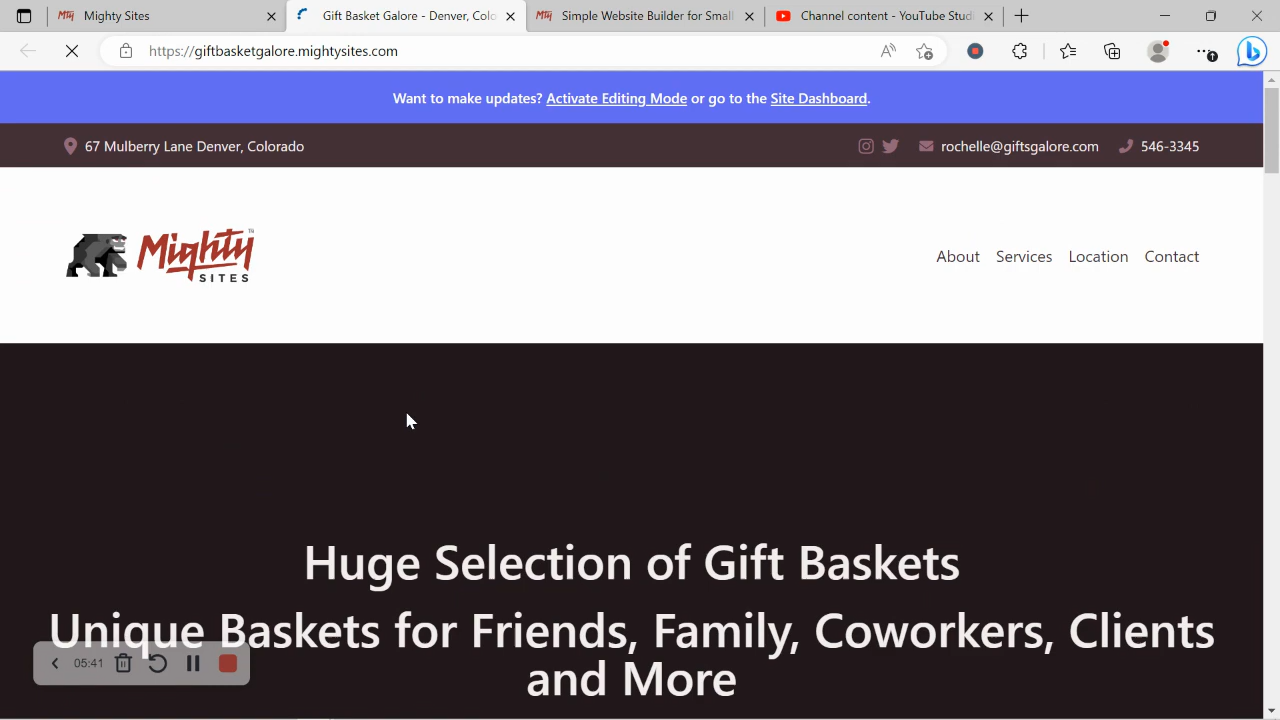 Mighty Sites
Gift Basket Galore - Denver, Colo
Simple Website Builder for Small
Channel content - YouTube Studi
https://giftbasketgalore.mightysites.com
Want to make updates? Activate Editing Mode or go to the Site Dashboard.
67 Mulberry Lane Denver, Colorado
rochelle@giftsgalore.com
546-3345
Mighty
SITES
About
Services
Location
Contact
Huge Selection of Gift Baskets
Unique Baskets for Friends, Family, Coworkers, Clients
and More
05:41